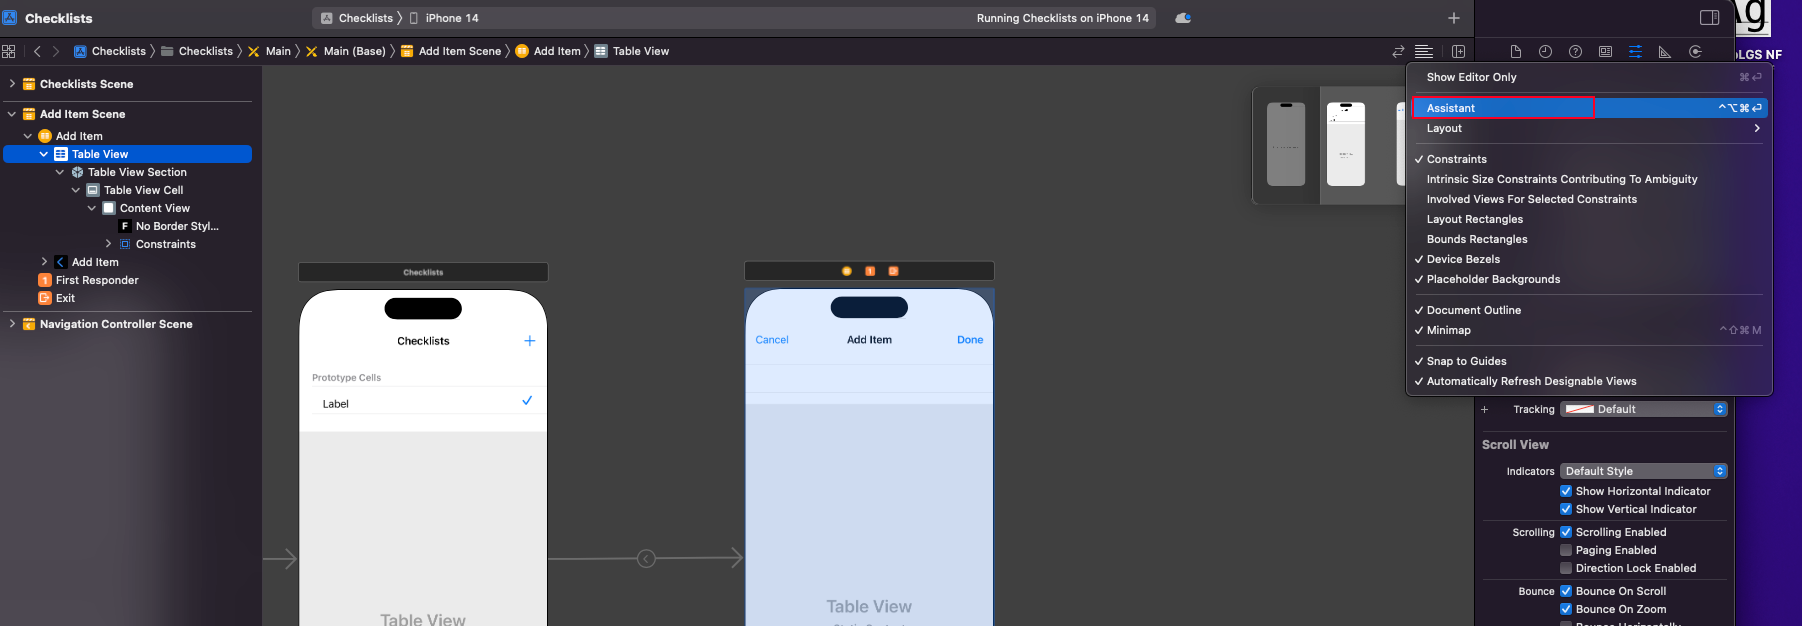 Checklists
Checklists
iPhone 14
Running Checklists on iPhone 14
Ag
Checklists
Checklists
Main
Main (Base)
Add Item Scene
Add Item
Table View
LGS NF
Checklists Scene
Add Item Scene
Add Item
Table View
Table View Section
Table View Cell
Content View
F No Border Styl...
Constraints
Add Item
1 First Responder
Exit
Navigation Controller Scene
Checklists
Checklists
Prototype Cells
Label
Table View
1
Cancel
Add Item
Done
Table View
Show Editor Only ⌘⏎
Assistant ^⌥⌘⏎
Layout
Constraints
Intrinsic Size Constraints Contributing To Ambiguity
Involved Views For Selected Constraints
Layout Rectangles
Bounds Rectangles
Device Bezels
Placeholder Backgrounds
Document Outline
Minimap ^⇧⌘M
Snap to Guides
Automatically Refresh Designable Views
Tracking Default
Scroll View
Indicators Default Style
Show Horizontal Indicator
Show Vertical Indicator
Scrolling Scrolling Enabled
Paging Enabled
Direction Lock Enabled
Bounce Bounce On Scroll
Bounce On Zoom
Bounce Horizontally